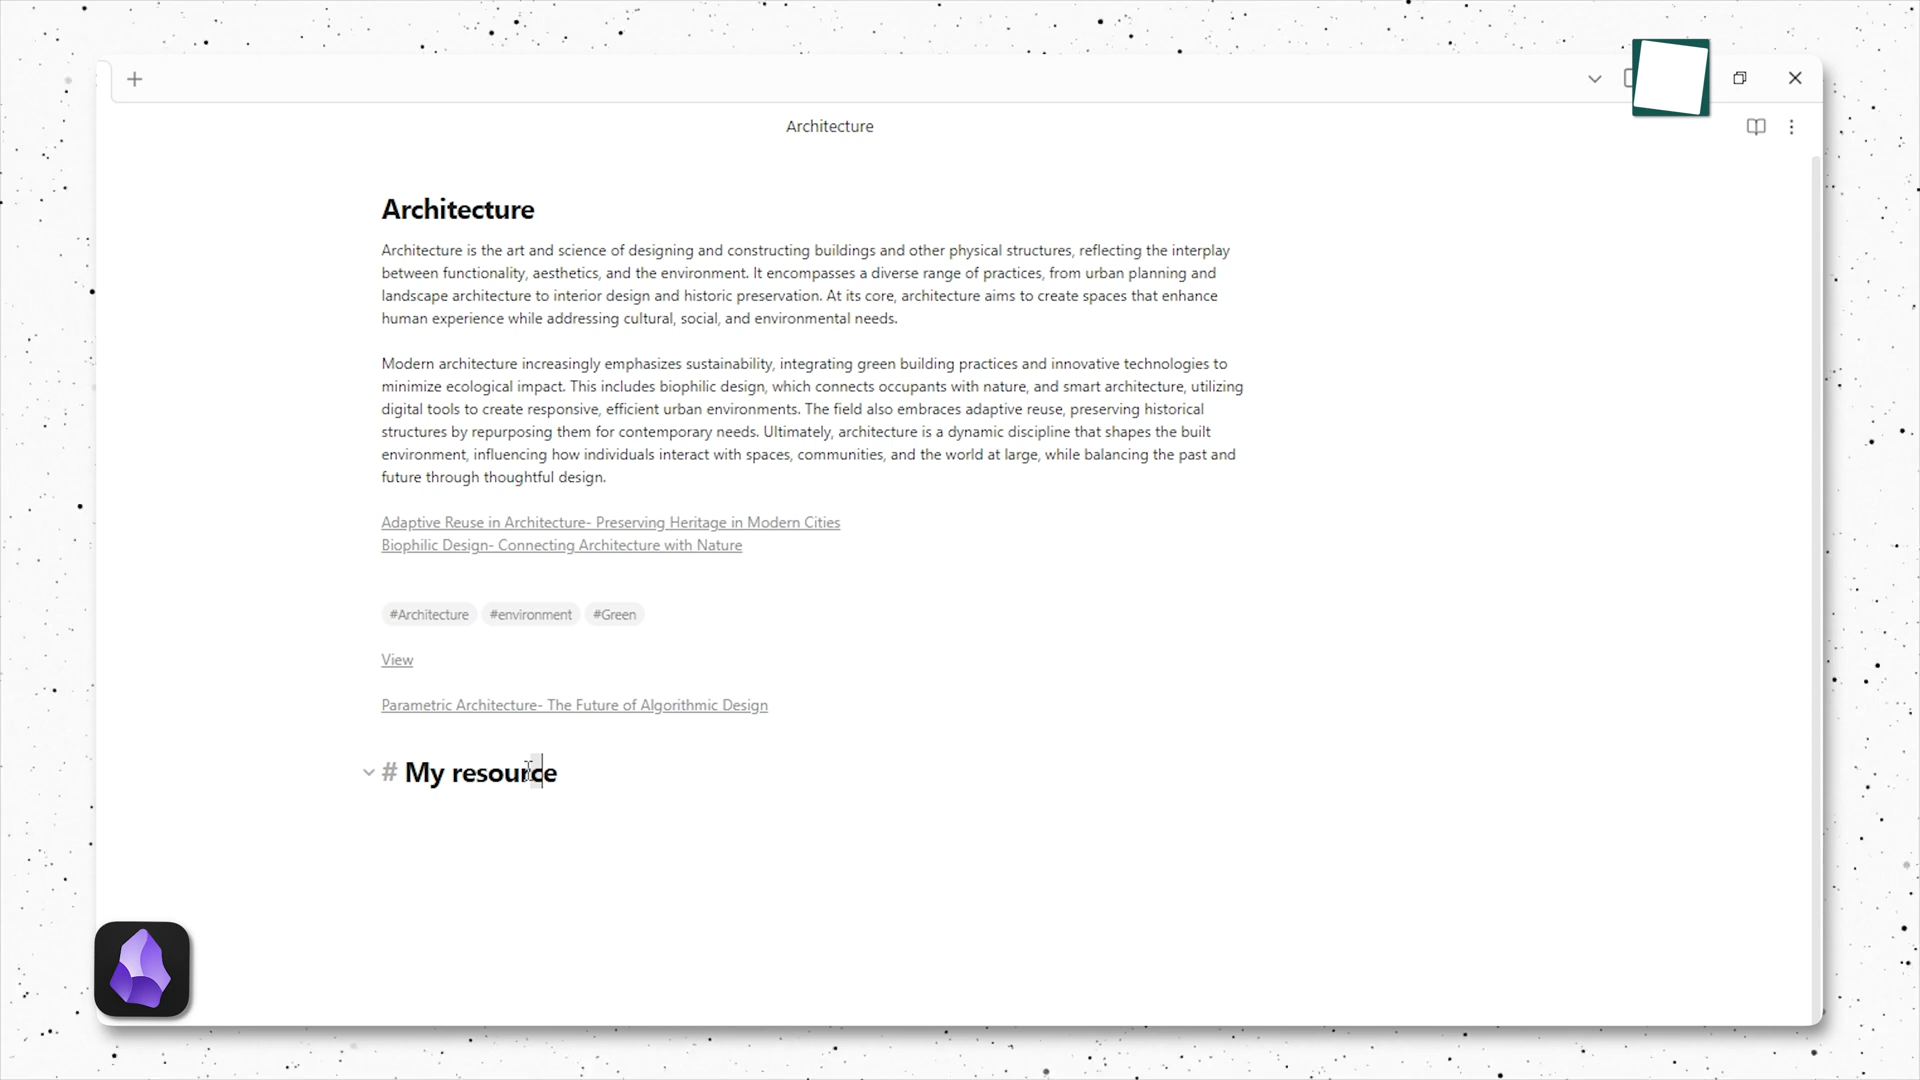 Architecture
Architecture
Architecture is the art and science of designing and constructing buildings and other physical structures, reflecting the interplay
between functionality, aesthetics, and the environment. It encompasses a diverse range of practices, from urban planning and
landscape architecture to interior design and historic preservation. At its core, architecture aims to create spaces that enhance
human experience while addressing cultural, social, and environmental needs.
Modern architecture increasingly emphasizes sustainability, integrating green building practices and innovative technologies to
minimize ecological impact. This includes biophilic design, which connects occupants with nature, and smart architecture, utilizing
digital tools to create responsive, efficient urban environments. The field also embraces adaptive reuse, preserving historical
structures by repurposing them for contemporary needs. Ultimately, architecture is a dynamic discipline that shapes the built
environment, influencing how individuals interact with spaces, communities, and the world at large, while balancing the past and
future through thoughtful design.
Adaptive Reuse in Architecture- Preserving Heritage in Modern Cities
Biophilic Design- Connecting Architecture with Nature
#Architecture #environment #Green
View
Parametric Architecture- The Future of Algorithmic Design
# My resource